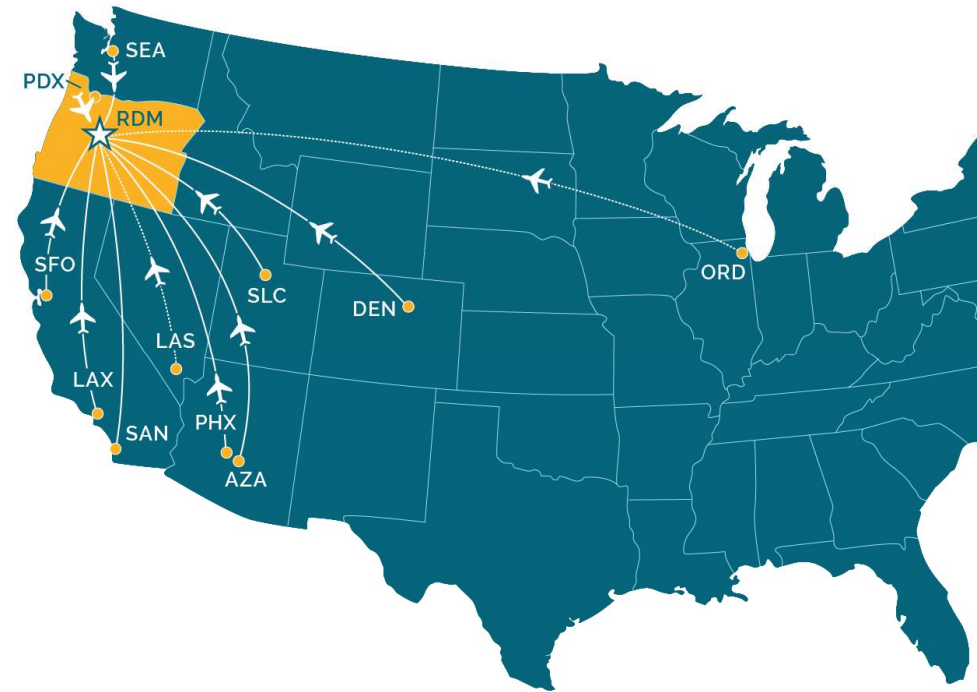 SEA
PDX
RDM
SFO
SLC
ORD
DEN
LAS
LAX
PHX
SAN
AZA